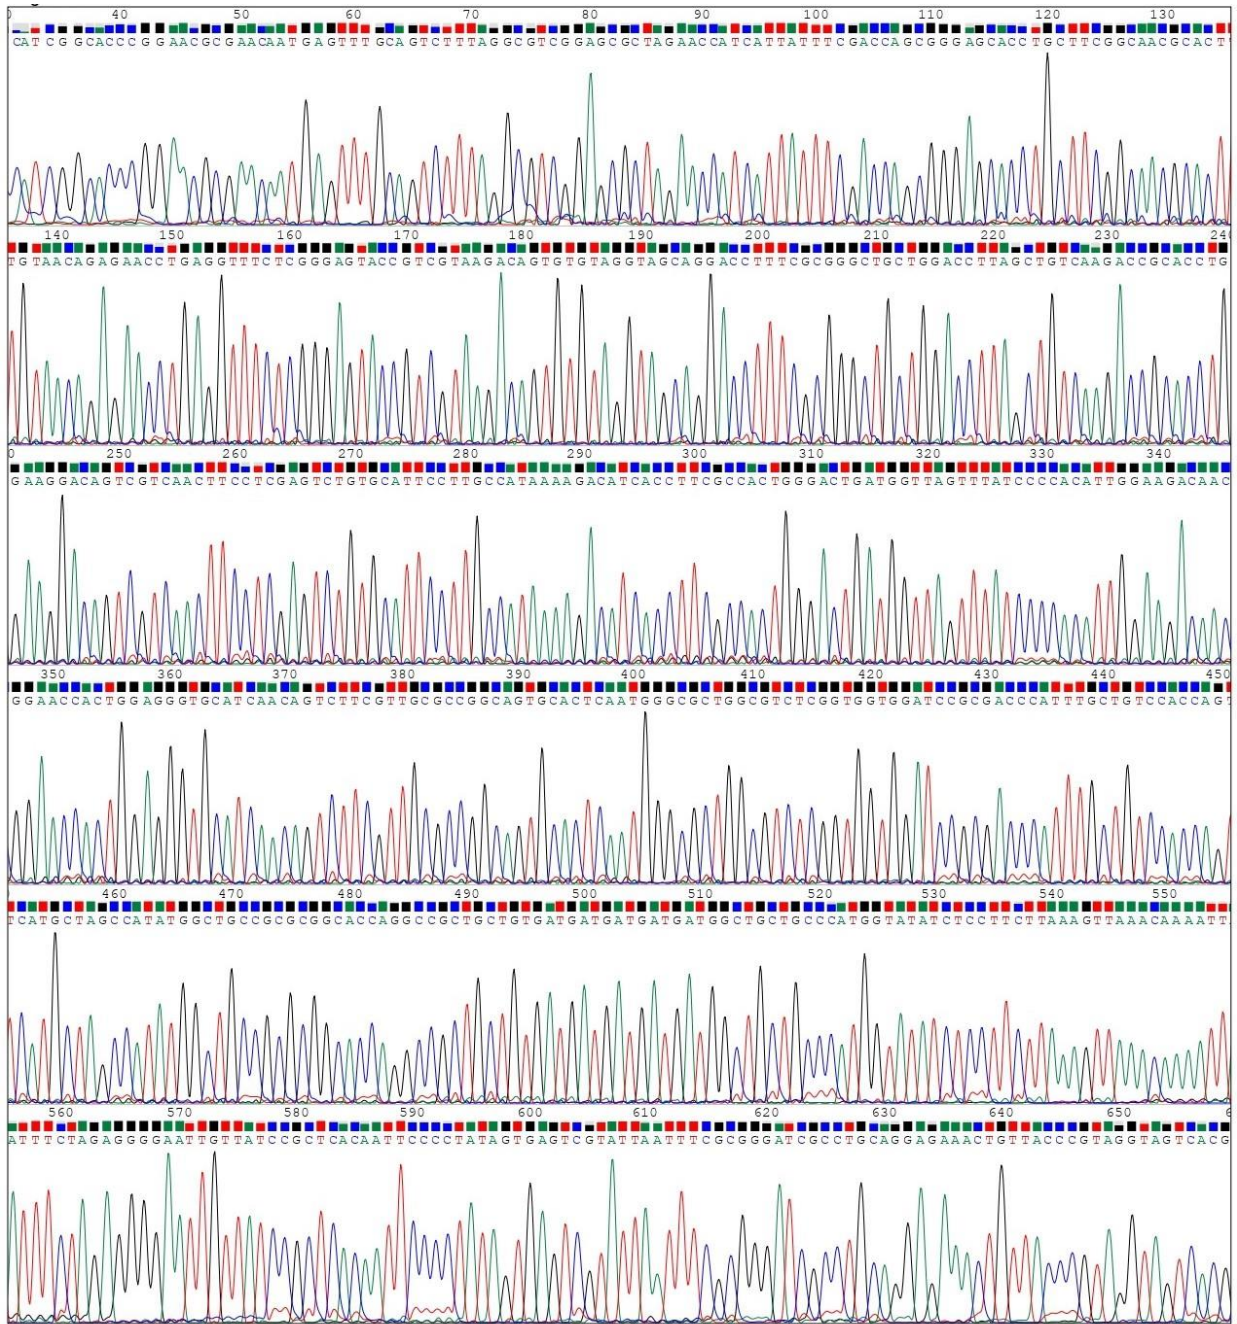 40 50 60 70 80 90 100 110 120 130
CATCGGCACCCGGAACGCGAACAATGAGTTTGCAGTCTTTAGGCGTCGGAGCGCTAGAACCATCATTATTTCGACCAGCGGGAGCACCTGCTTCGGCAACGCACT
140 150 160 170 180 190 200 210 220 230 240
TGTAACAGAGAACCTGAGGTTTCTCGGGAGTACCGTCGTAAGACAGTGTGTAGGTAGCAGGACCTTTCGCGGGCTGCTGGACCTTAGCTGTCAAGACCGCACCTG
0 250 260 270 280 290 300 310 320 330 340
GAAGGACAGTCGTCAACTTCCTCGAGTCTGTGCATTCCTTGCCATAAAAGACATCACCTTCGCCACTGGGACTGATGGTTAGTTTATCCCCACATTGGAAGACAAC
350 360 370 380 390 400 410 420 430 440 450
GGAACCACTGGAGGGTGCATCAACAGTCTTCGTTGCGCCGGCAGTGCACTCAATGGGCGCTGGCGTCTCGGTGGTGGATCCGCGACCCATTTGCTGTCCACCAGT
460 470 480 490 500 510 520 530 540 550
TCATGCTAGCCATATGGCTGCCGCGCGGCACCAGGCCGCTGCTGTGATGATGATGATGATGGCTGCTGCCCATGGTATATCTCCTTCTTAAAGTTAAACAAAATT
560 570 580 590 600 610 620 630 640 650
ATTTCTAGAGGGGAATTGTTATCCGCTCACAATTCCCCTATAGTGAGTCGTATTAATTTCGCGGGATCGCCTGCAGGAGAAACTGTTACCCGTAGGTAGTCACG